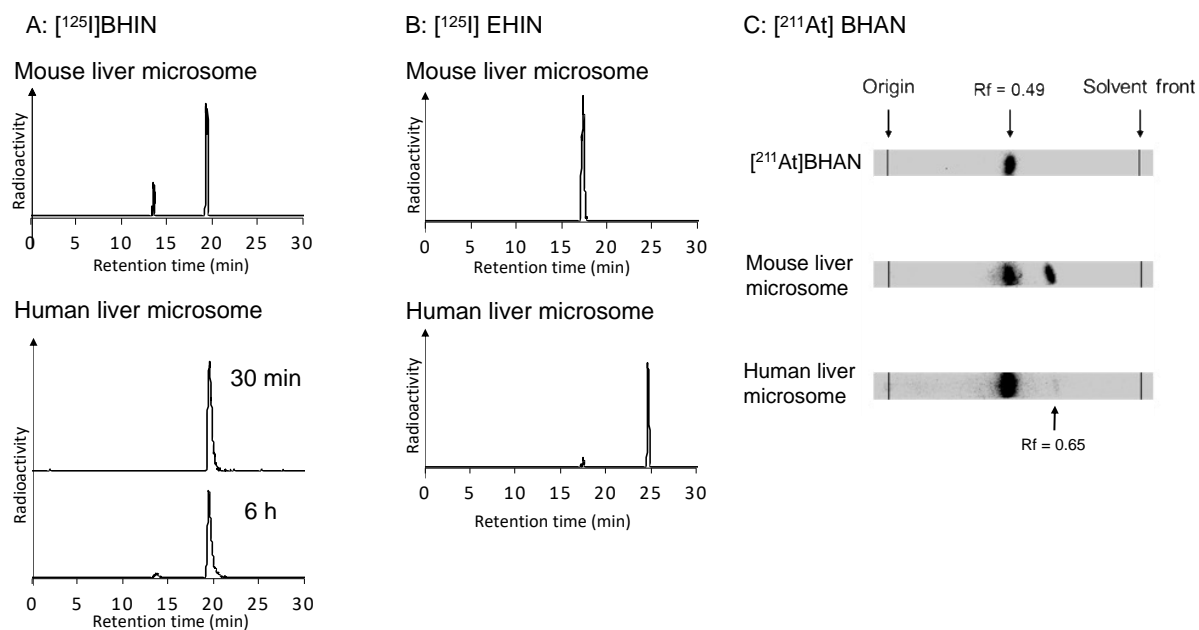 A: [¹²⁵I]BHIN
Mouse liver microsome
Radioactivity
0 5 10 15 20 25 30
Retention time (min)
Human liver microsome
30 min
6 h
Radioactivity
0 5 10 15 20 25 30
Retention time (min)
B: [¹²⁵I] EHIN
Mouse liver microsome
Radioactivity
0 5 10 15 20 25 30
Retention time (min)
Human liver microsome
Radioactivity
0 5 10 15 20 25 30
Retention time (min)
C: [²¹¹At] BHAN
Origin Rf = 0.49 Solvent front
[²¹¹At]BHAN
Mouse liver
microsome
Human liver
microsome
Rf = 0.65